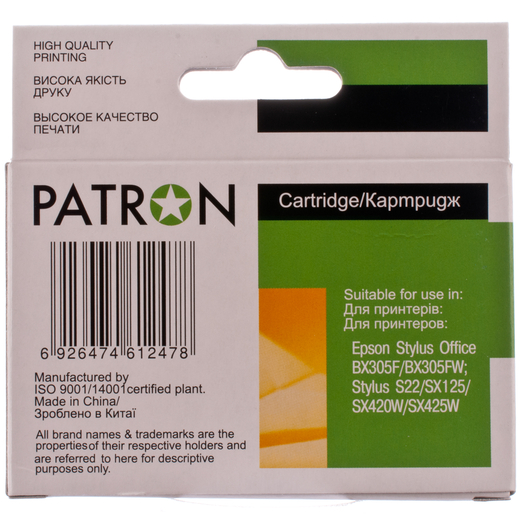 HIGH QUALITY
PRINTING
ВИСОКА ЯКІСТЬ
ДРУКУ
ВЫСОКОЕ КАЧЕСТВО
ПЕЧАТИ
PATRON
Cartridge/Картридж
6 926474 612478
Suitable for use in:
Для принтерів:
Для принтеров:
Epson Stylus Office
BX305F/BX305FW;
Stylus S22/SX125/
SX420W/SX425W
Manufactured by
ISO 9001/14001certified plant.
Made in China/
Зроблено в Китаї
All brand names & trademarks are the
properties of their respective holders and
are referred to here for descriptive
purposes only.